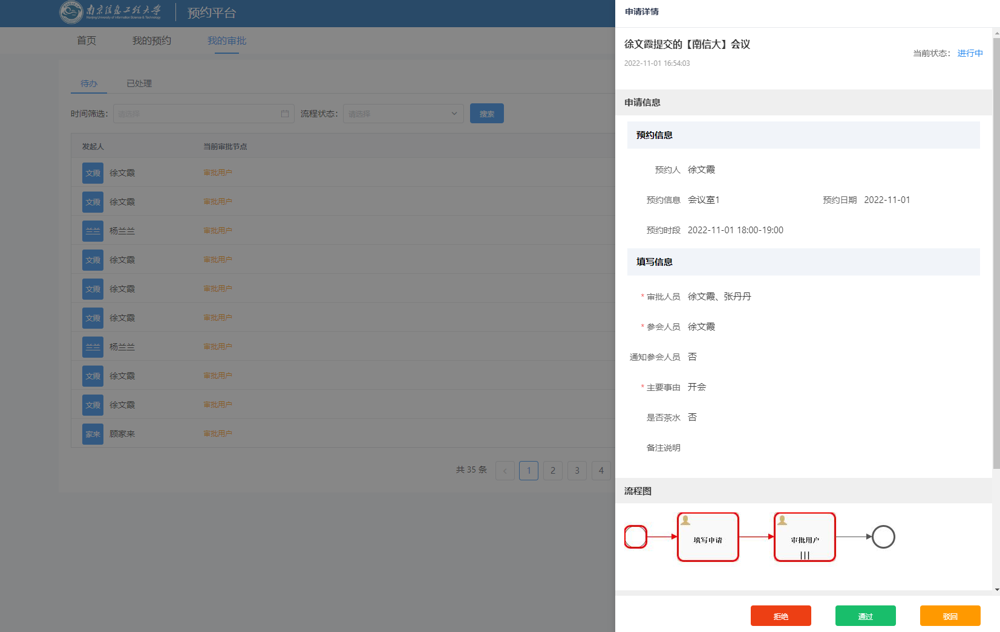 南京信息工程大学
Nanjing University of Information Science & Technology
预约平台
首页 我的预约 我的审批
待办 已处理
时间筛选: 请选择 流程状态: 请选择 搜索
发起人 当前审批节点
文霞 徐文霞 审批用户
文霞 徐文霞 审批用户
兰兰 杨兰兰 审批用户
文霞 徐文霞 审批用户
文霞 徐文霞 审批用户
文霞 徐文霞 审批用户
兰兰 杨兰兰 审批用户
文霞 徐文霞 审批用户
文霞 徐文霞 审批用户
家来 顾家来 审批用户
共 35 条 1 2 3 4
申请详情
徐文霞提交的【南信大】会议
2022-11-01 16:54:03
当前状态: 进行中
申请信息
预约信息
预约人 徐文霞
预约信息 会议室1 预约日期 2022-11-01
预约时段 2022-11-01 18:00-19:00
填写信息
* 审批人员 徐文霞、张丹丹
* 参会人员 徐文霞
通知参会人员 否
* 主要事由 开会
是否茶水 否
备注说明
流程图
填写申请 审批用户
拒绝 通过 驳回